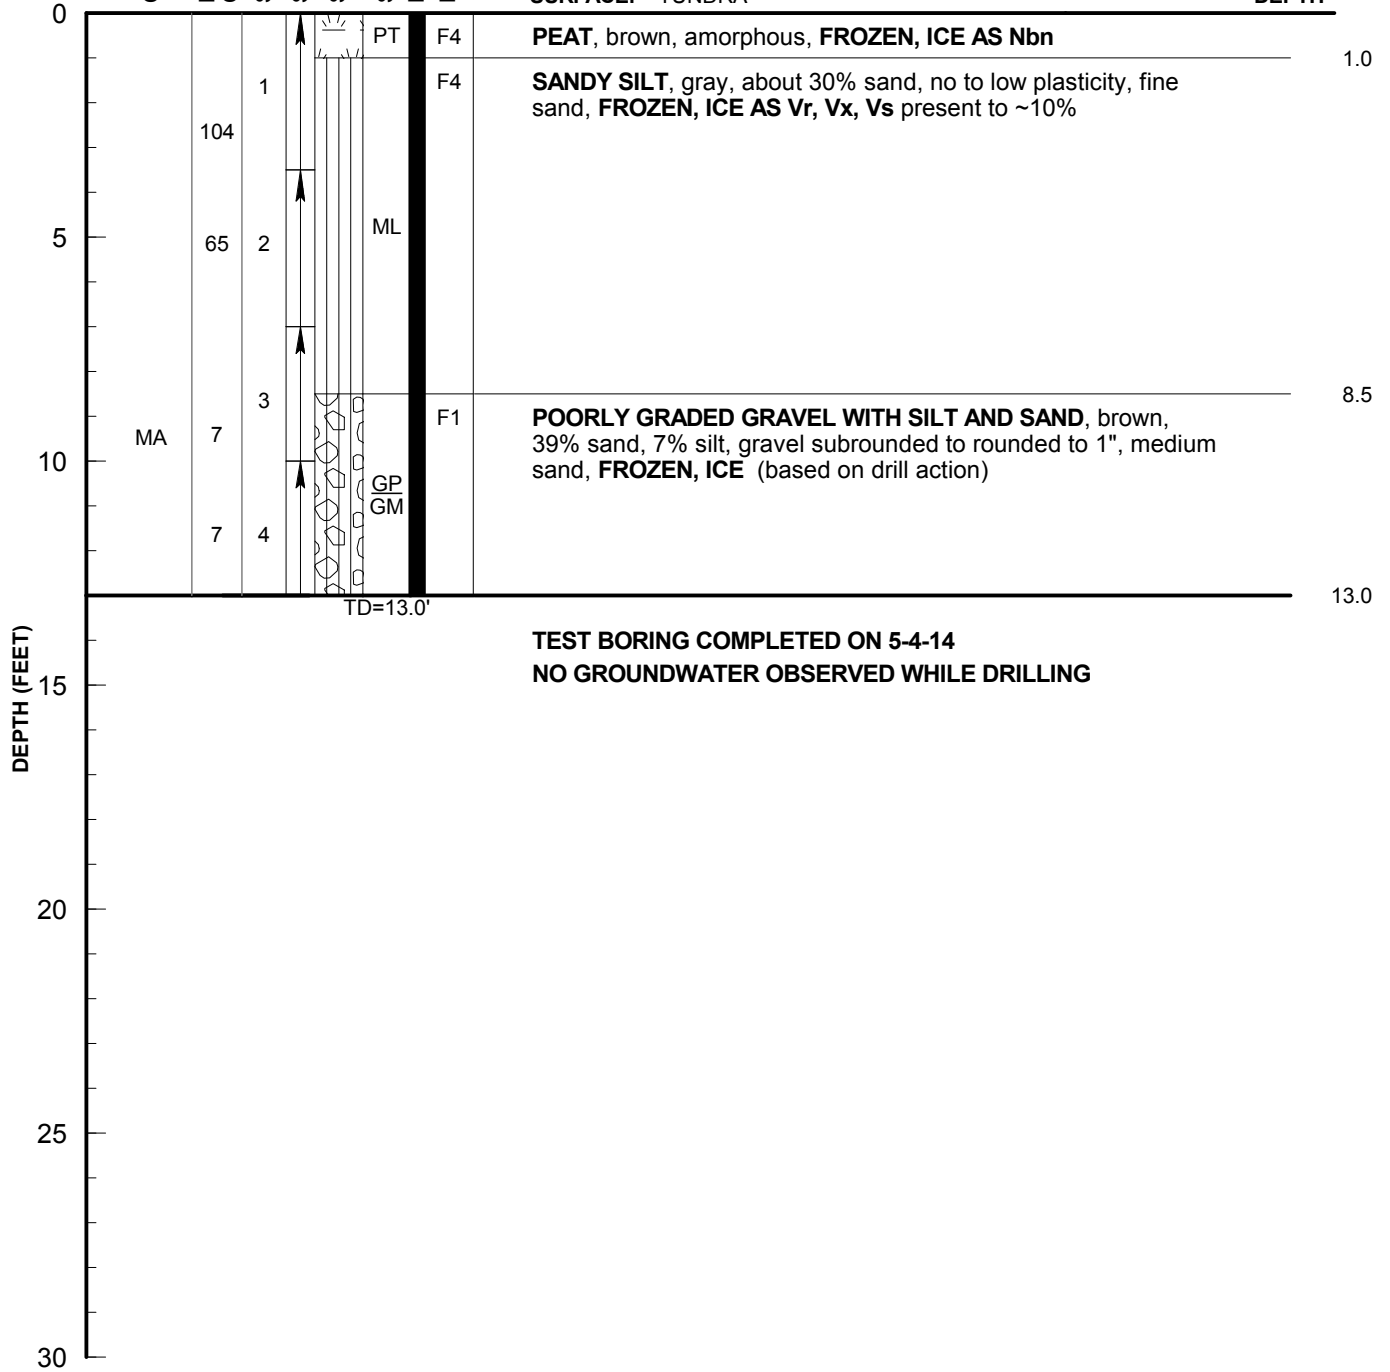 SURFACE: TUNDRA
DEPTH
0
PT
F4
PEAT, brown, amorphous, FROZEN, ICE AS Nbn
1.0
1
F4
SANDY SILT, gray, about 30% sand, no to low plasticity, fine
sand, FROZEN, ICE AS Vr, Vx, Vs present to ~10%
104
ML
5
65
2
8.5
3
F1
POORLY GRADED GRAVEL WITH SILT AND SAND, brown,
39% sand, 7% silt, gravel subrounded to rounded to 1", medium
sand, FROZEN, ICE (based on drill action)
MA
7
10
GP
GM
7
4
13.0
TD=13.0'
TEST BORING COMPLETED ON 5-4-14
NO GROUNDWATER OBSERVED WHILE DRILLING
DEPTH (FEET)
15
20
25
30